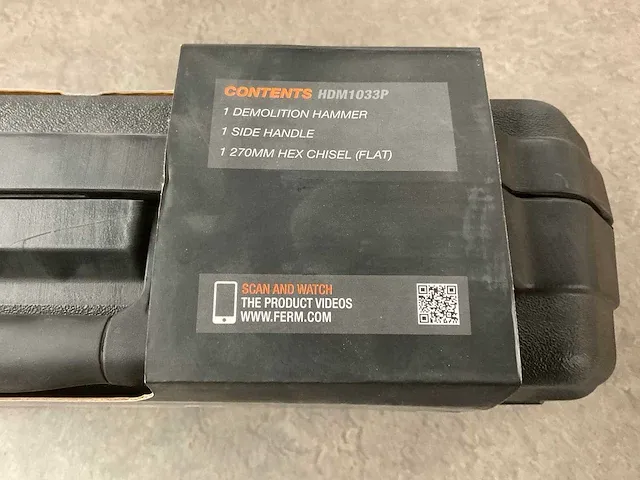 CONTENTS HDM1033P
1 DEMOLITION HAMMER
1 SIDE HANDLE
1 270MM HEX CHISEL (FLAT)
SCAN AND WATCH
THE PRODUCT VIDEOS
WWW.FERM.COM